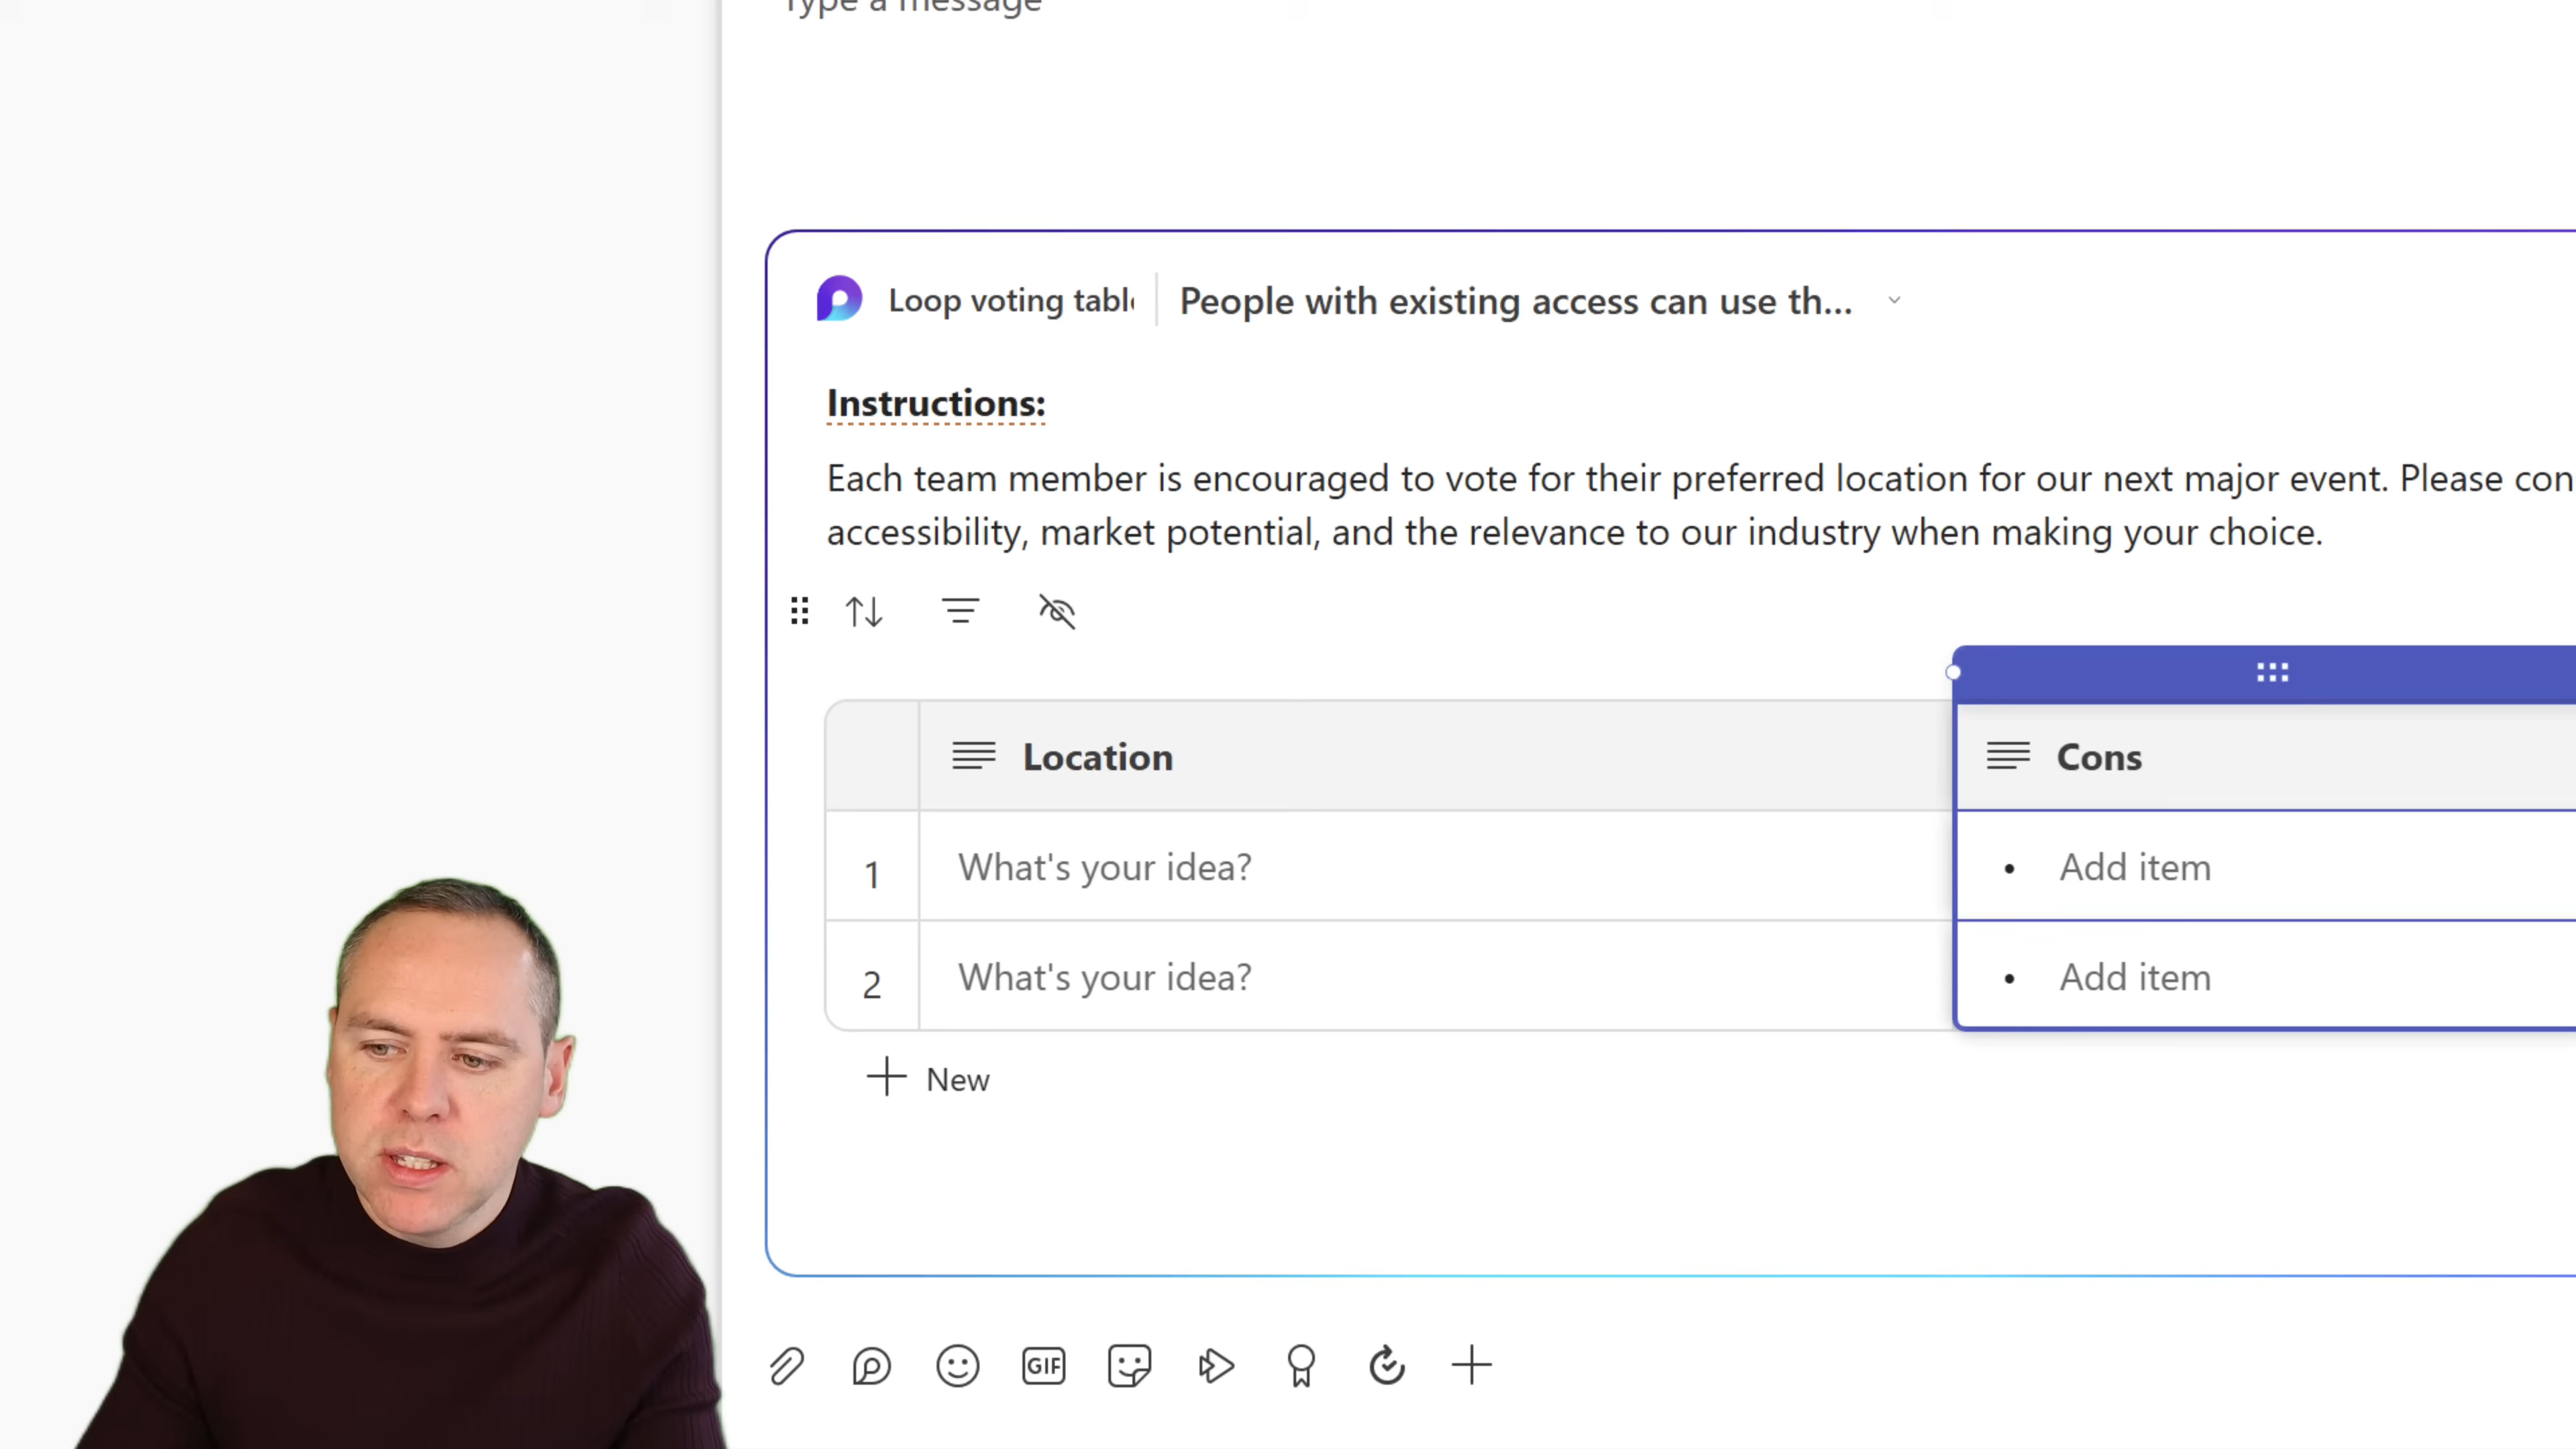 Type a message
Loop voting tabl
People with existing access can use th...
Instructions:
Each team member is encouraged to vote for their preferred location for our next major event. Please con
accessibility, market potential, and the relevance to our industry when making your choice.
Location
Cons
1
What's your idea?
• Add item
2
What's your idea?
• Add item
New
GIF